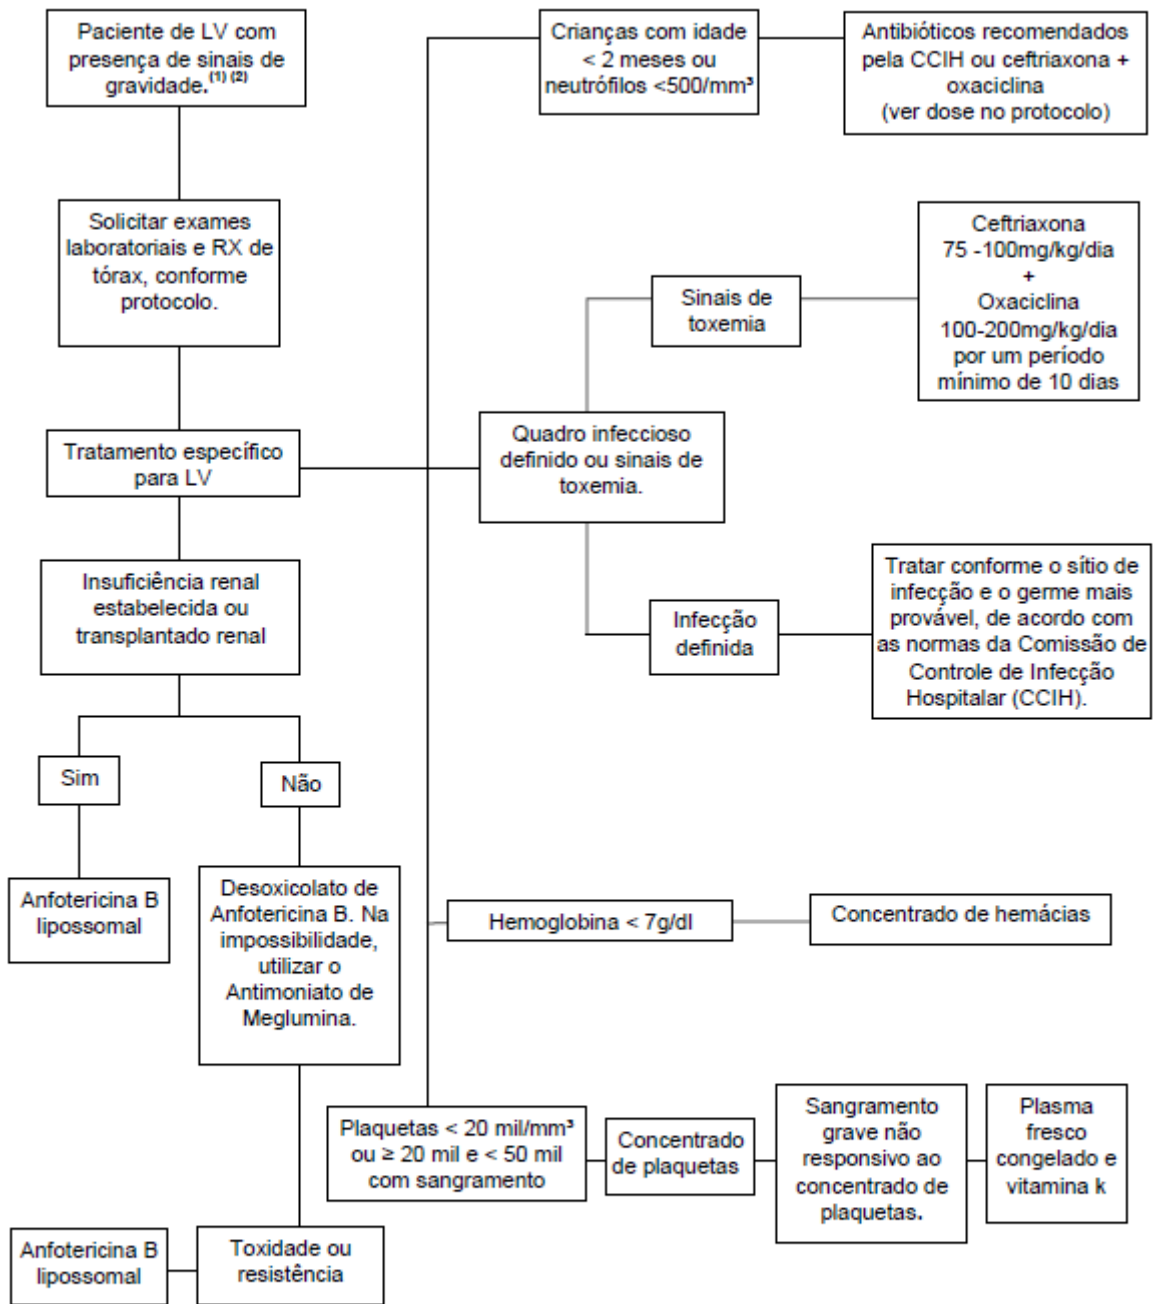 Paciente de LV com
presença de sinais de
gravidade.(1) (2)
Crianças com idade
< 2 meses ou
neutrófilos <500/mm³
Antibióticos recomendados
pela CCIH ou ceftriaxona +
oxaciclina
(ver dose no protocolo)
Solicitar exames
laboratoriais e RX de
tórax, conforme
protocolo.
Ceftriaxona
75 -100mg/kg/dia
+
Oxaciclina
100-200mg/kg/dia
por um período
mínimo de 10 dias
Sinais de
toxemia
Tratamento específico
para LV
Quadro infeccioso
definido ou sinais de
toxemia.
Insuficiência renal
estabelecida ou
transplantado renal
Infecção
definida
Tratar conforme o sítio de
infecção e o germe mais
provável, de acordo com
as normas da Comissão de
Controle de Infecção
Hospitalar (CCIH).
Sim
Não
Anfotericina B
lipossomal
Desoxicolato de
Anfotericina B. Na
impossibilidade,
utilizar o
Antimoniato de
Meglumina.
Hemoglobina < 7g/dl
Concentrado de hemácias
Plaquetas < 20 mil/mm³
ou ≥ 20 mil e < 50 mil
com sangramento
Concentrado
de plaquetas
Sangramento
grave não
responsivo ao
concentrado de
plaquetas.
Plasma
fresco
congelado e
vitamina k
Anfotericina B
lipossomal
Toxidade ou
resistência